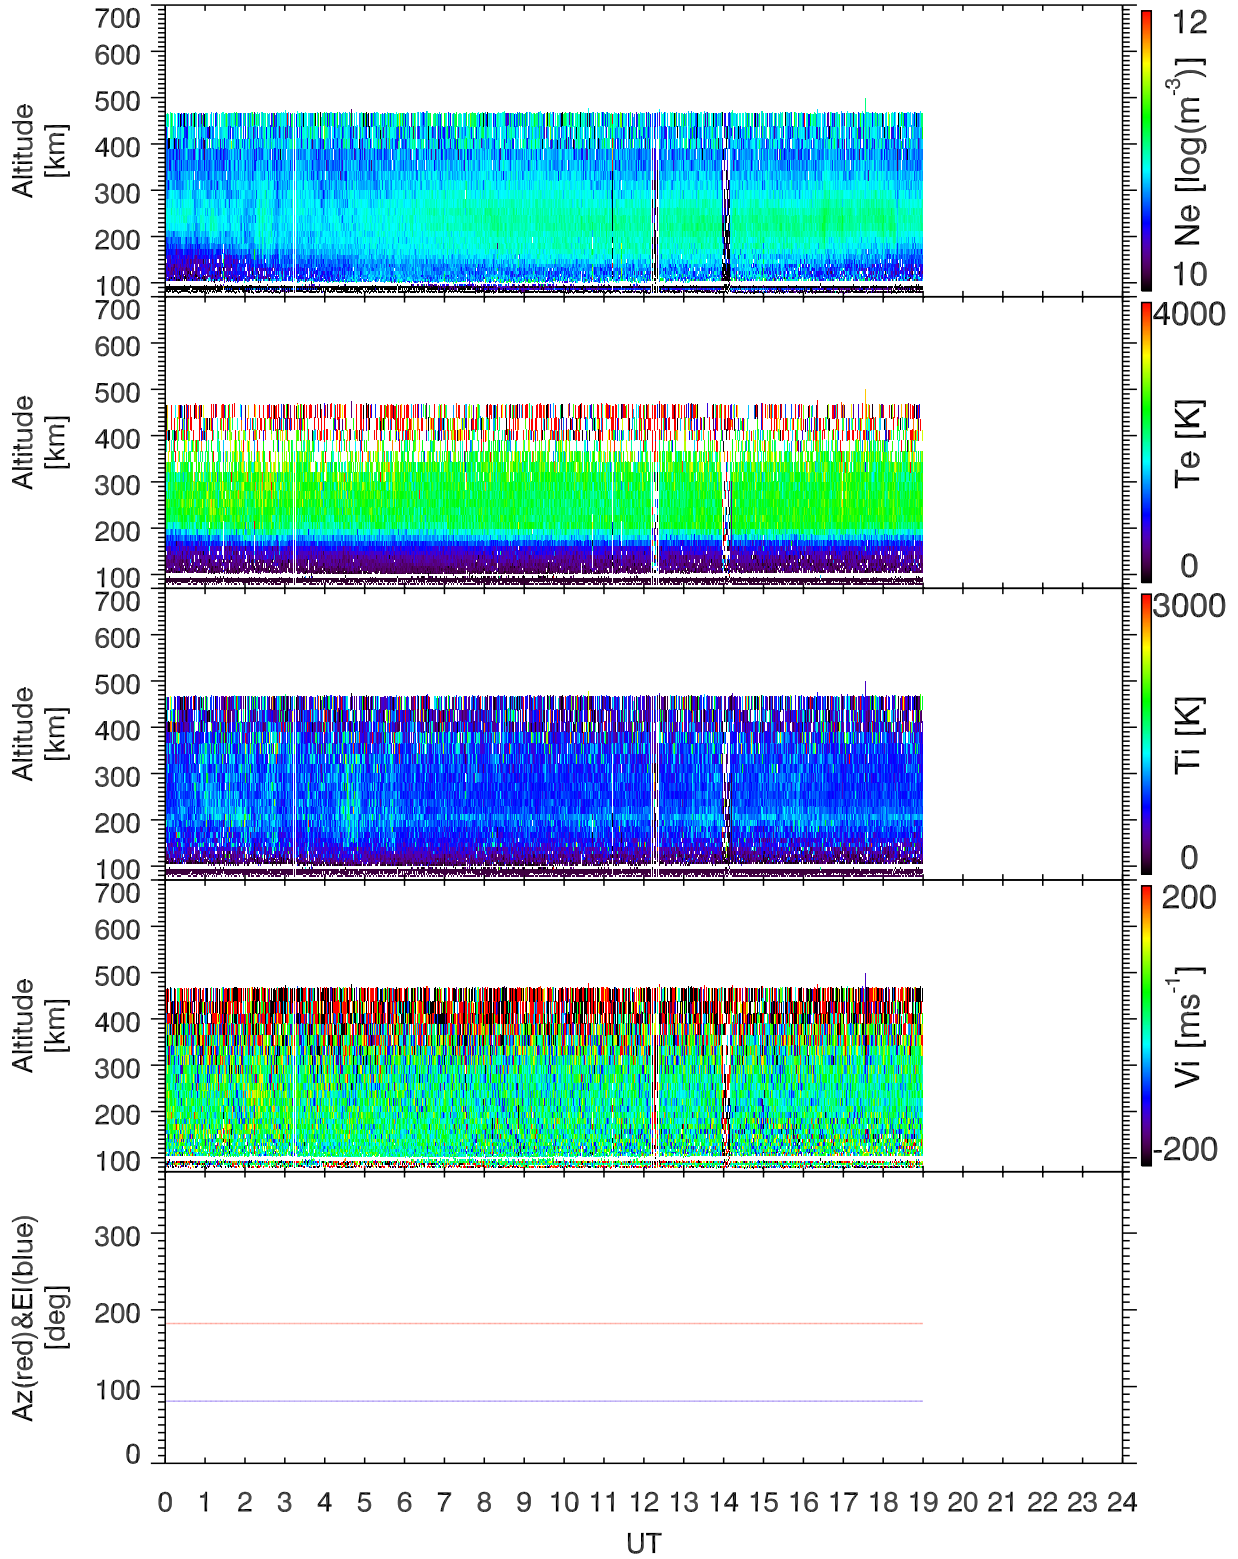 700
600
500
400
300
200
100
Altitude
[km]
12
Ne [log(m⁻³)]
10
700
600
500
400
300
200
100
Altitude
[km]
4000
Te [K]
0
700
600
500
400
300
200
100
Altitude
[km]
3000
Ti [K]
0
700
600
500
400
300
200
100
Altitude
[km]
200
Vi [ms⁻¹]
-200
300
200
100
0
Az(red)&El(blue)
[deg]
0 1 2 3 4 5 6 7 8 9 10 11 12 13 14 15 16 17 18 19 20 21 22 23 24
UT